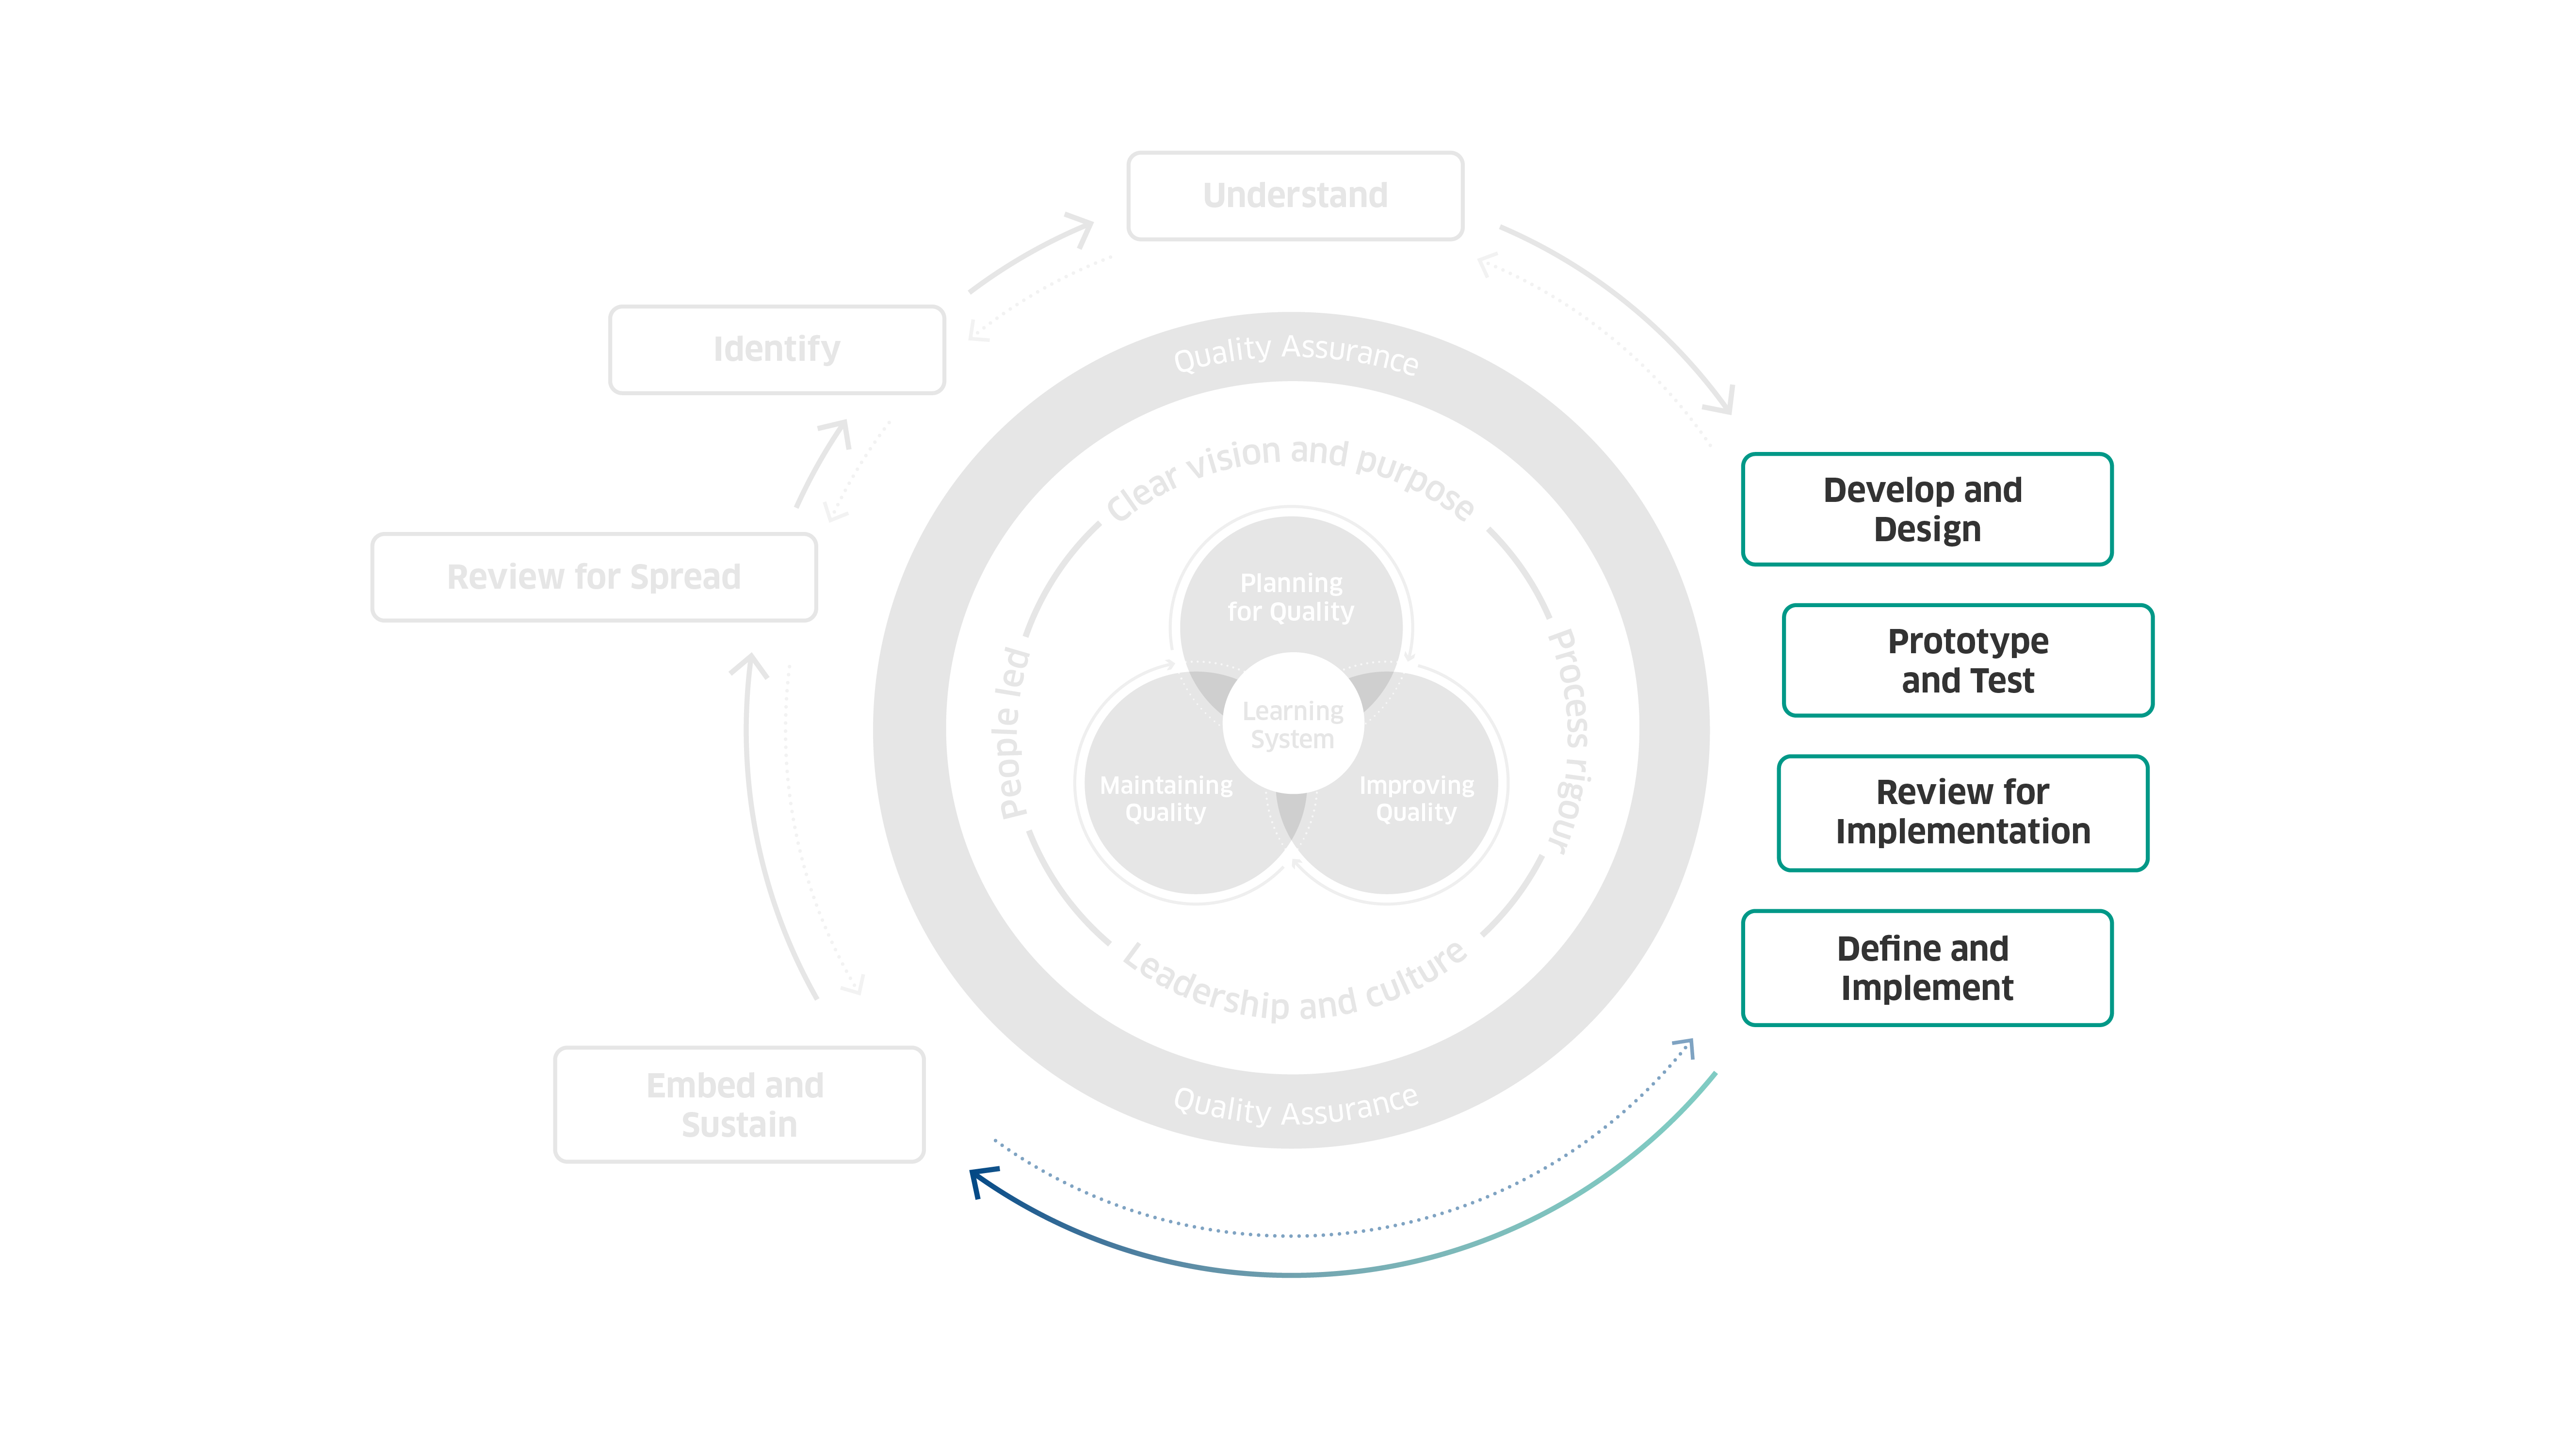 Understand
Identify
Review for Spread
Embed and
Sustain
Develop and
Design
Prototype
and Test
Review for
Implementation
Define and
Implement
Quality Assurance
Clear vision and purpose
People led
Process rigour
Leadership and culture
Planning
for Quality
Learning
System
Maintaining
Quality
Improving
Quality
Quality Assurance